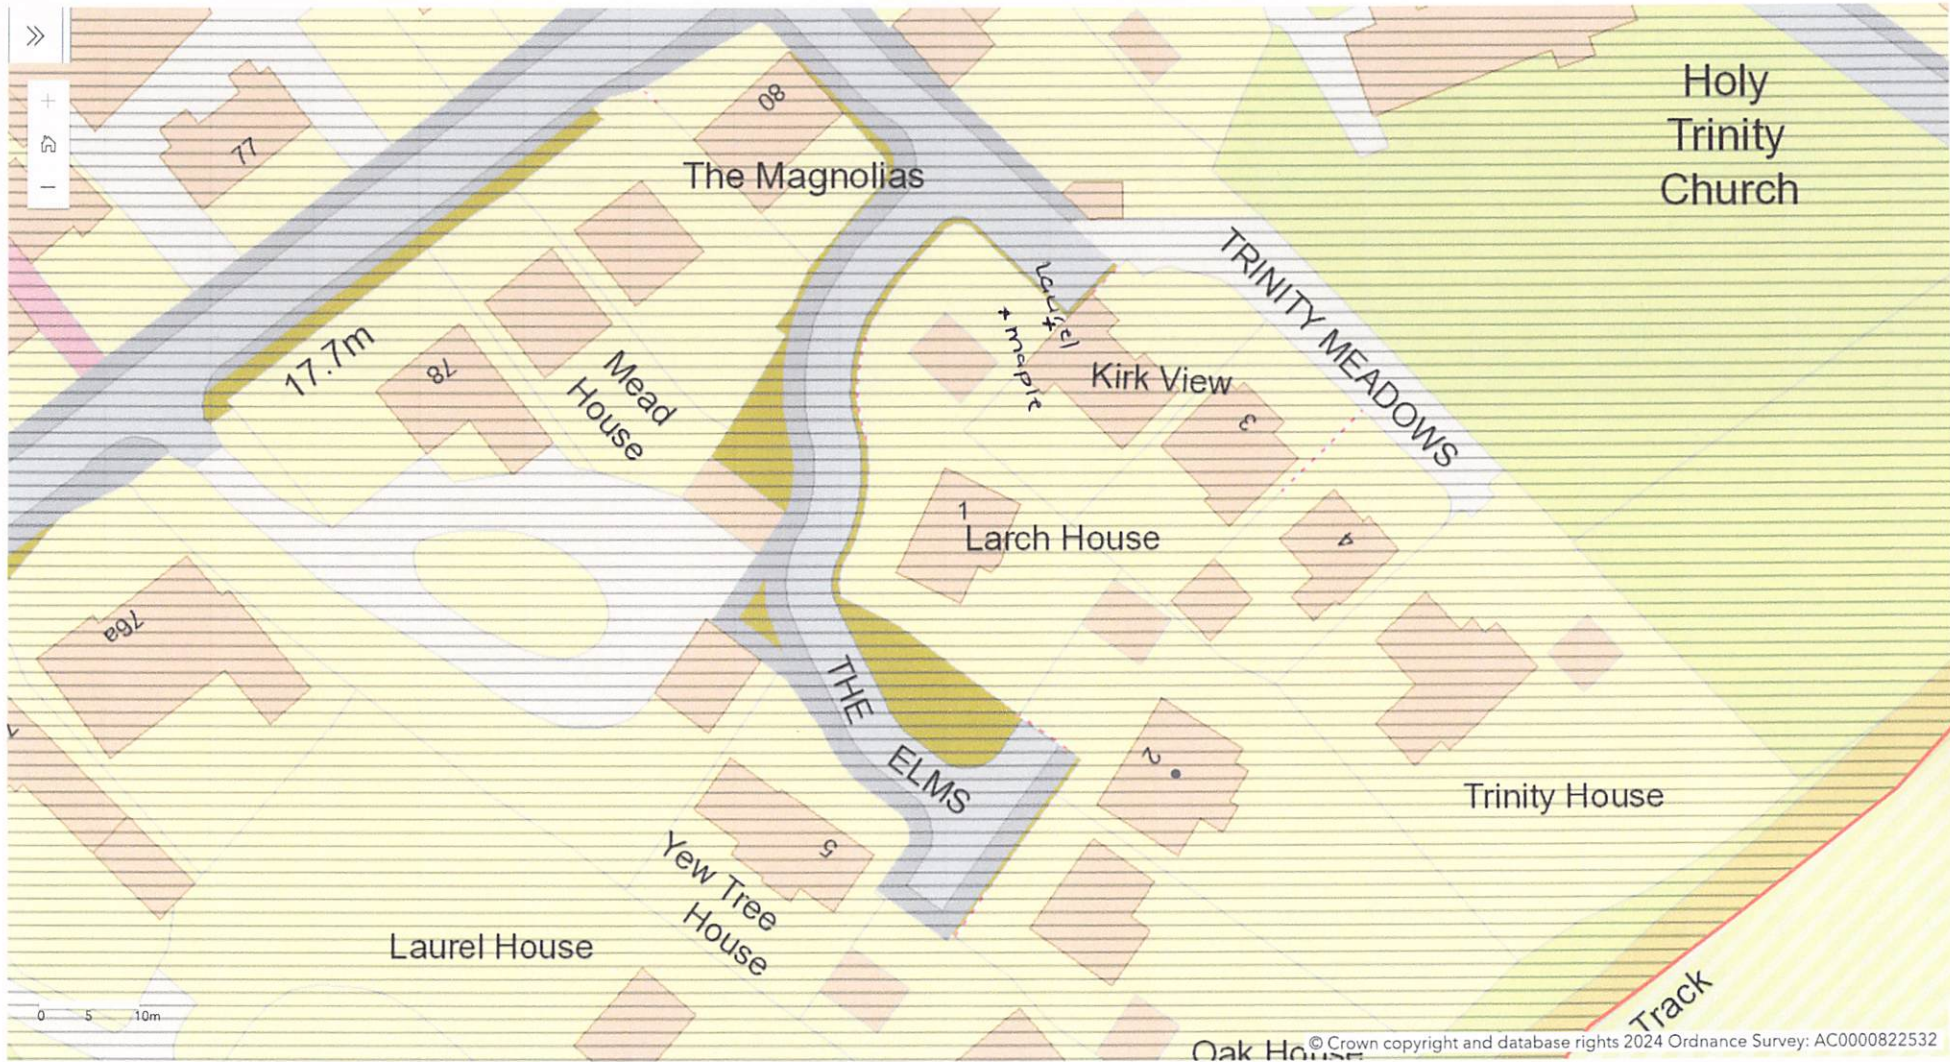 Holy
Trinity
Church
80
77
The Magnolias
TRINITY MEADOWS
Laurel
+ maple
17.7m
78
Mead
House
Kirk View
3
1
Larch House
4
76a
THE ELMS
2
Trinity House
5
Yew Tree
House
Laurel House
0 5 10m
Track
Oak House
© Crown copyright and database rights 2024 Ordnance Survey: AC0000822532